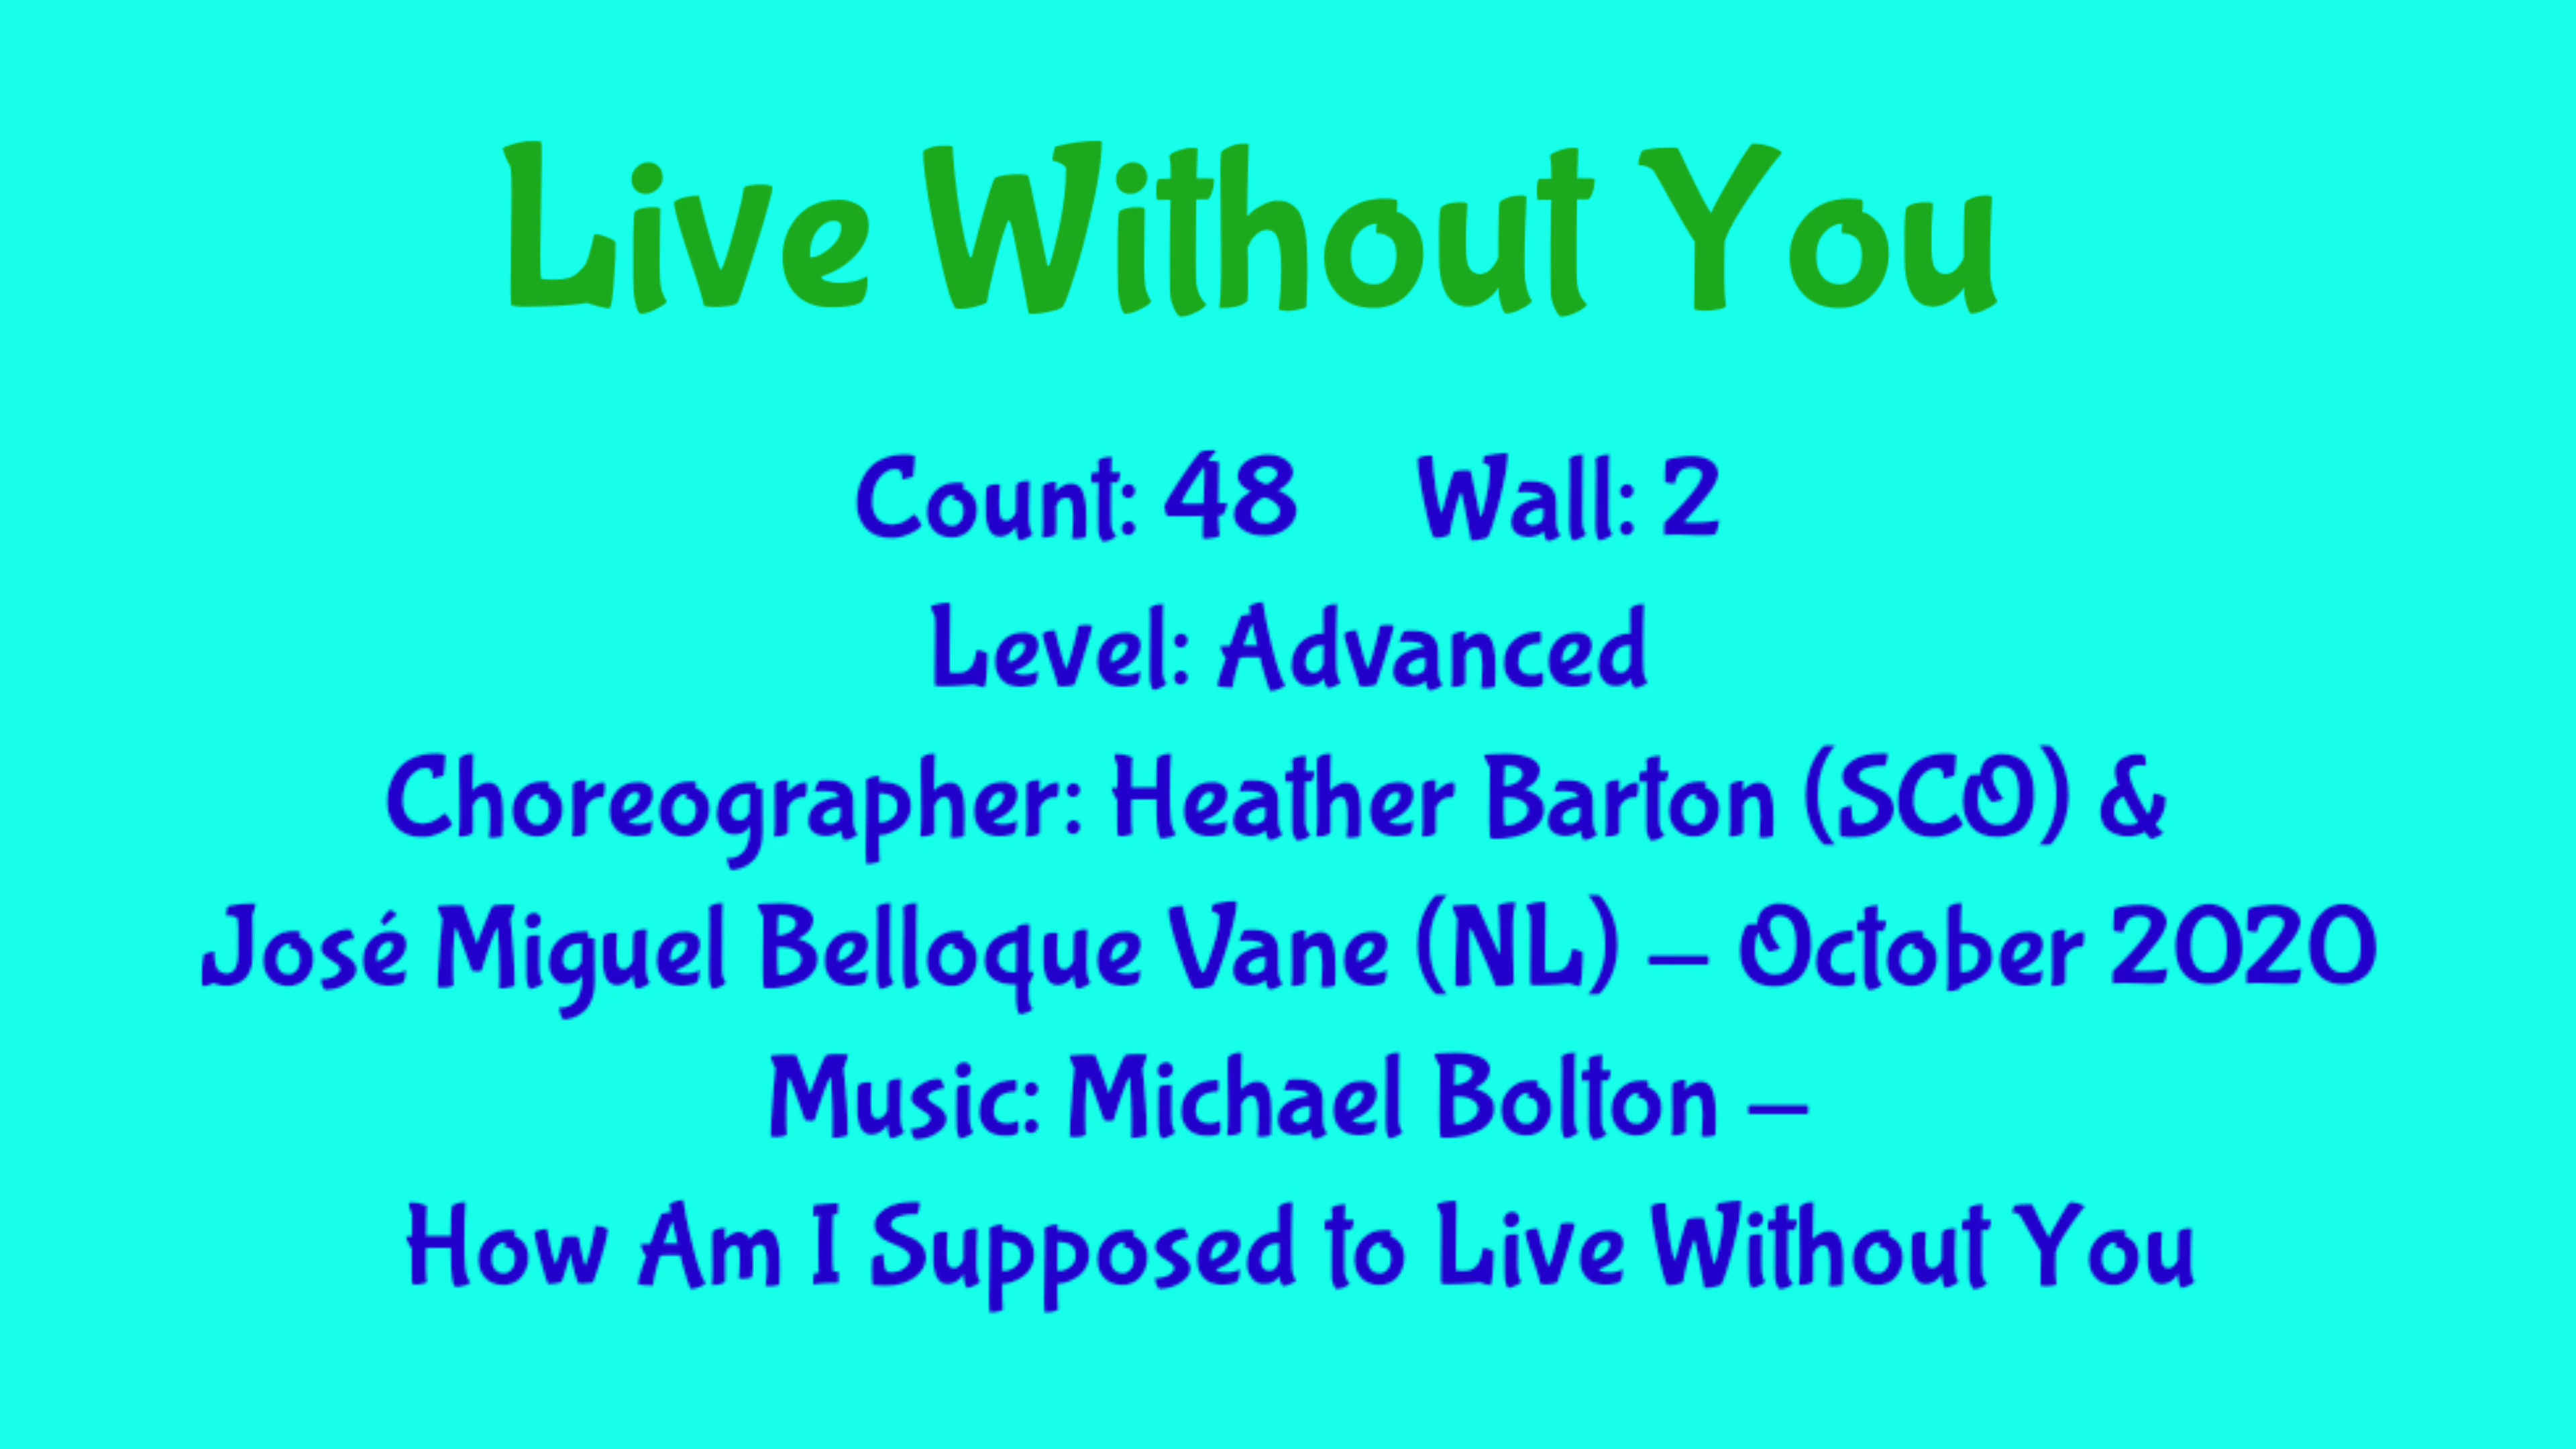 Live Without You
Count: 48 Wall: 2
Level: Advanced
Choreographer: Heather Barton (SCO) &
José Miguel Belloque Vane (NL) – October 2020
Music: Michael Bolton –
How Am I Supposed to Live Without You